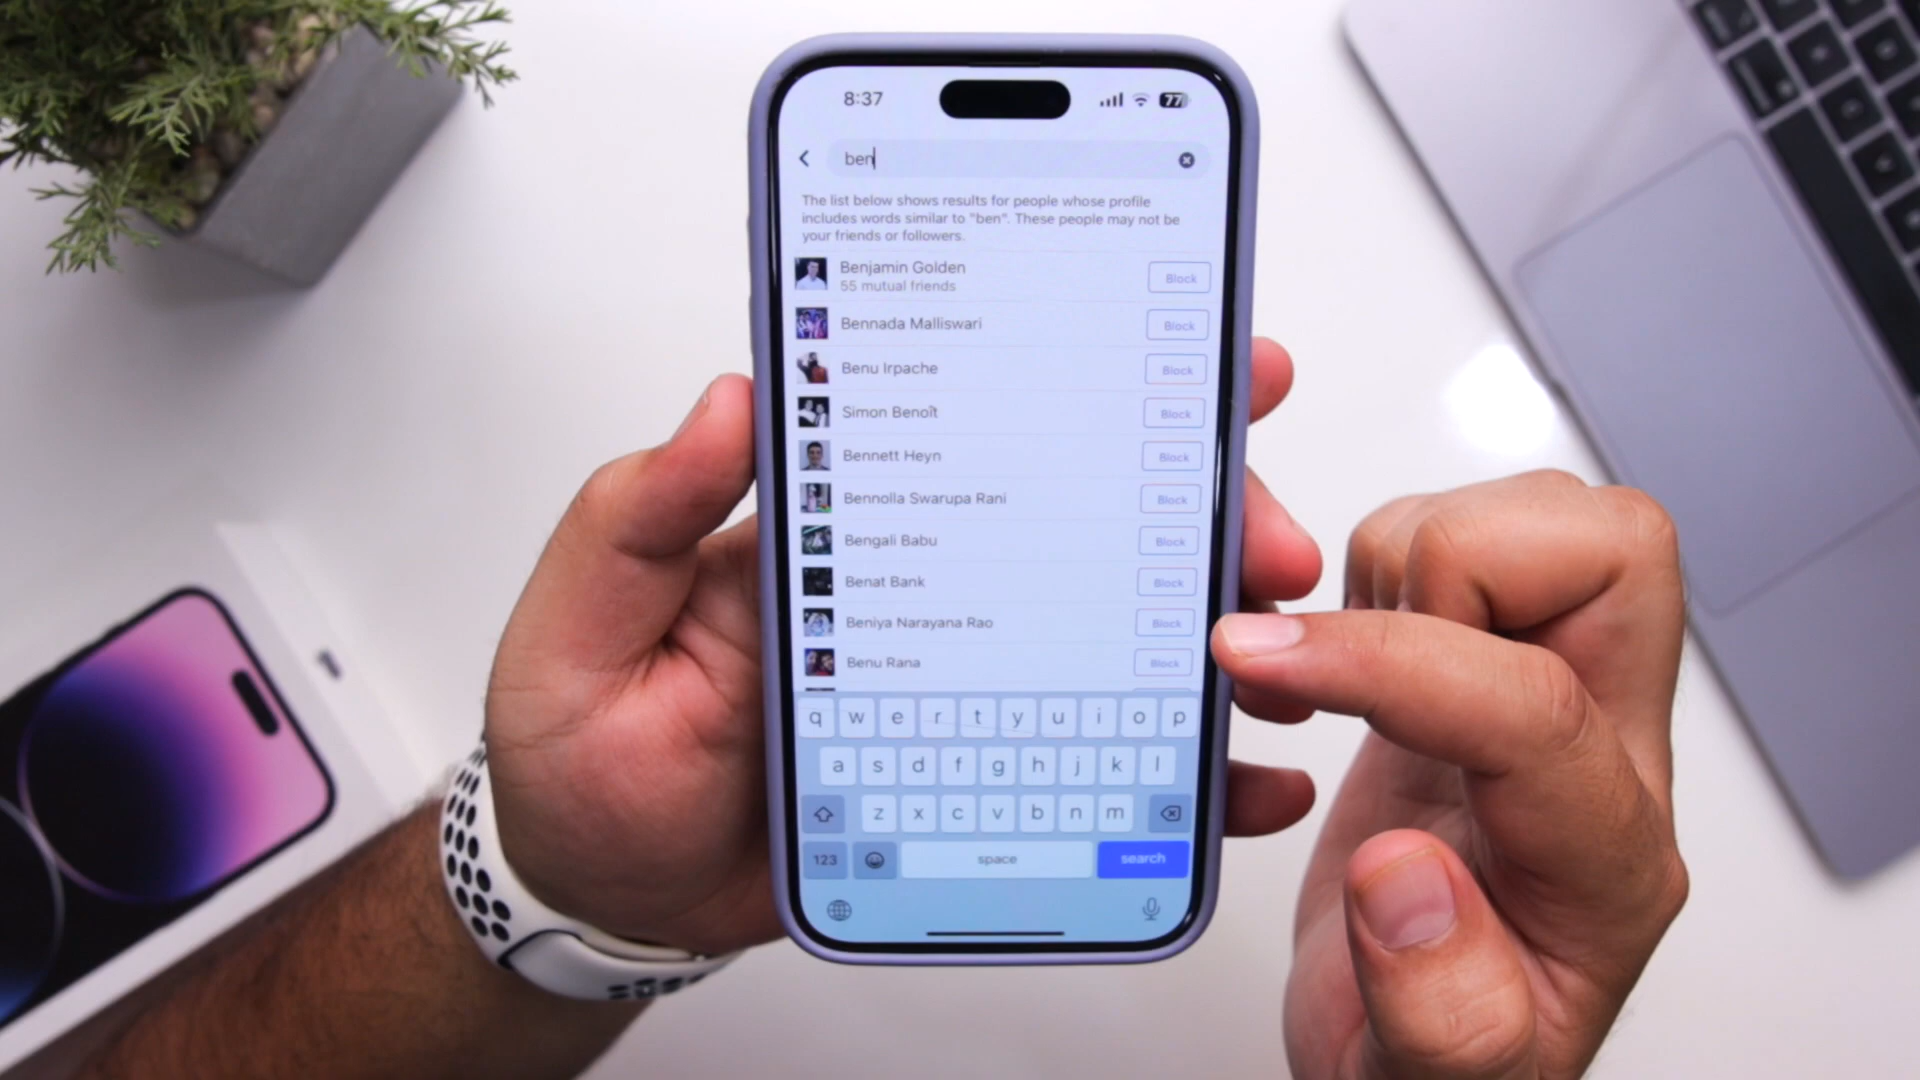 8:37
77
ben
The list below shows results for people whose profile
includes words similar to "ben". These people may not be
your friends or followers.
Benjamin Golden
55 mutual friends
Block
Bennada Malliswari
Block
Benu Irpache
Block
Simon Benoît
Block
Bennett Heyn
Block
Bennolla Swarupa Rani
Block
Bengali Babu
Block
Benat Bank
Block
Beniya Narayana Rao
Block
Benu Rana
Block
q w e r t y u i o p
a s d f g h j k l
z x c v b n m
123 space search